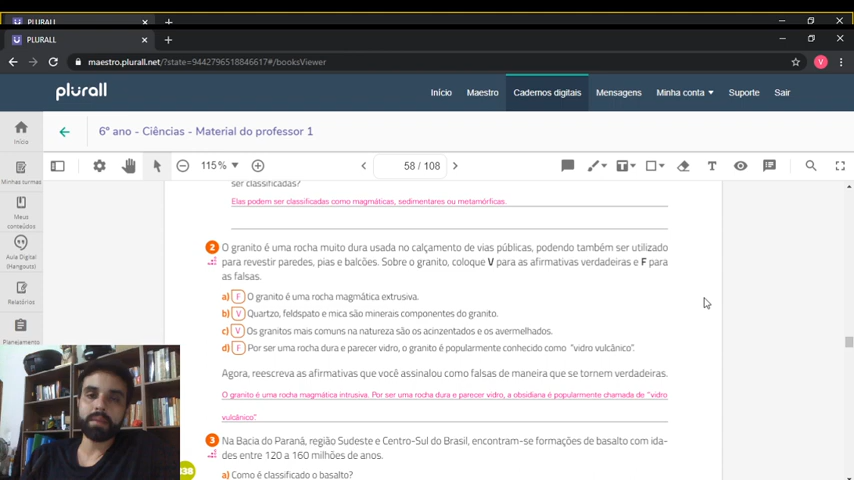 PLURALL
PLURALL
maestro.plurall.net/?state=9442796518846617#/booksViewer
V
plurall
Início Maestro Cadernos digitais Mensagens Minha conta Suporte Sair
6º ano - Ciências - Material do professor 1
Início
Minhas turmas
Meus conteúdos
Aula Digital (Hangouts)
Relatórios
Planejamento
115% 58 / 108
ser classificadas?
Elas podem ser classificadas como magmáticas, sedimentares ou metamórficas.
2 O granito é uma rocha muito dura usada no calçamento de vias públicas, podendo também ser utilizado
para revestir paredes, pias e balcões. Sobre o granito, coloque V para as afirmativas verdadeiras e F para
as falsas.
a) F O granito é uma rocha magmática extrusiva.
b) V Quartzo, feldspato e mica são minerais componentes do granito.
c) V Os granitos mais comuns na natureza são os acinzentados e os avermelhados.
d) F Por ser uma rocha dura e parecer vidro, o granito é popularmente conhecido como "vidro vulcânico".
Agora, reescreva as afirmativas que você assinalou como falsas de maneira que se tornem verdadeiras.
O granito é uma rocha magmática intrusiva. Por ser uma rocha dura e parecer vidro, a obsidiana é popularmente chamada de "vidro
vulcânico".
3 Na Bacia do Paraná, região Sudeste e Centro-Sul do Brasil, encontram-se formações de basalto com ida-
des entre 120 a 160 milhões de anos.
a) Como é classificado o basalto?